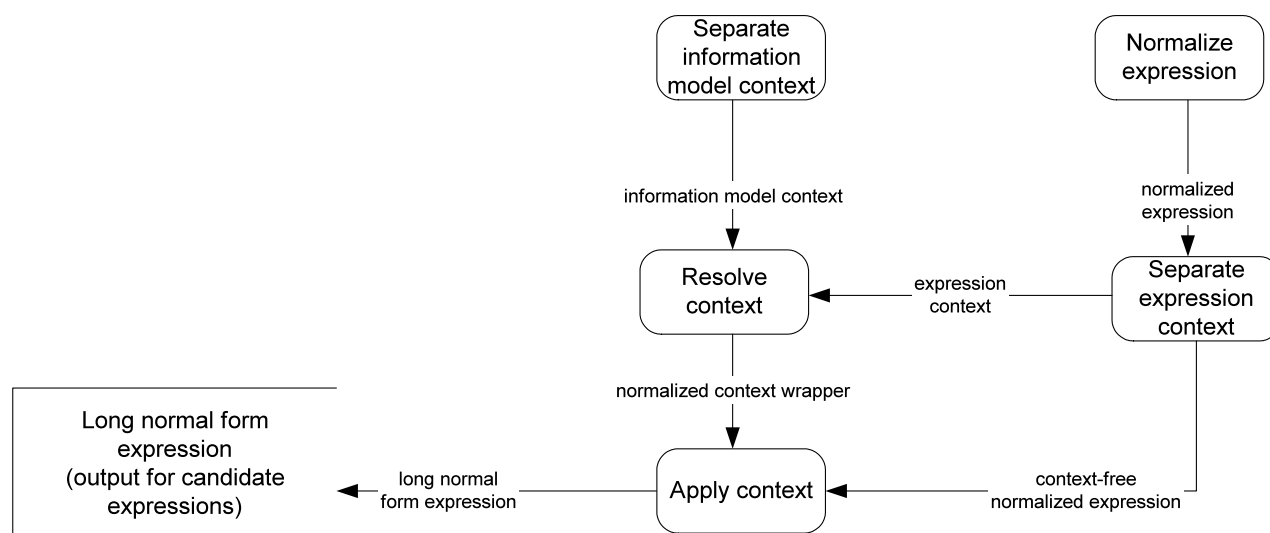 Separate
information
model context
Normalize
expression
information model context
normalized
expression
Resolve
context
expression
context
Separate
expression
context
normalized context wrapper
Long normal form
expression
(output for candidate
expressions)
long normal
form expression
Apply context
context-free
normalized expression